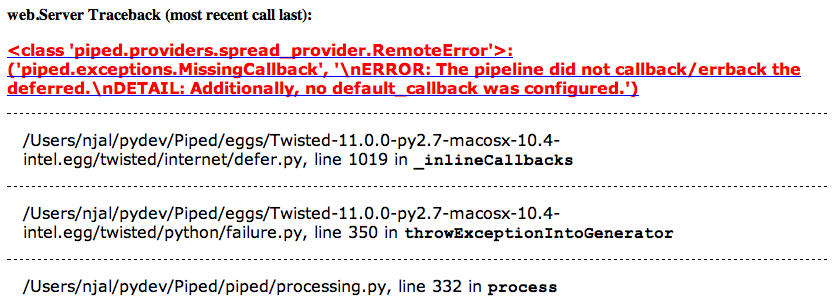 web.Server Traceback (most recent call last):
<class 'piped.providers.spread_provider.RemoteError'>:
('piped.exceptions.MissingCallback', '\nERROR: The pipeline did not callback/errback the
deferred.\nDETAIL: Additionally, no default_callback was configured.')
/Users/njal/pydev/Piped/eggs/Twisted-11.0.0-py2.7-macosx-10.4-
intel.egg/twisted/internet/defer.py, line 1019 in _inlineCallbacks
/Users/njal/pydev/Piped/eggs/Twisted-11.0.0-py2.7-macosx-10.4-
intel.egg/twisted/python/failure.py, line 350 in throwExceptionIntoGenerator
/Users/njal/pydev/Piped/piped/processing.py, line 332 in process